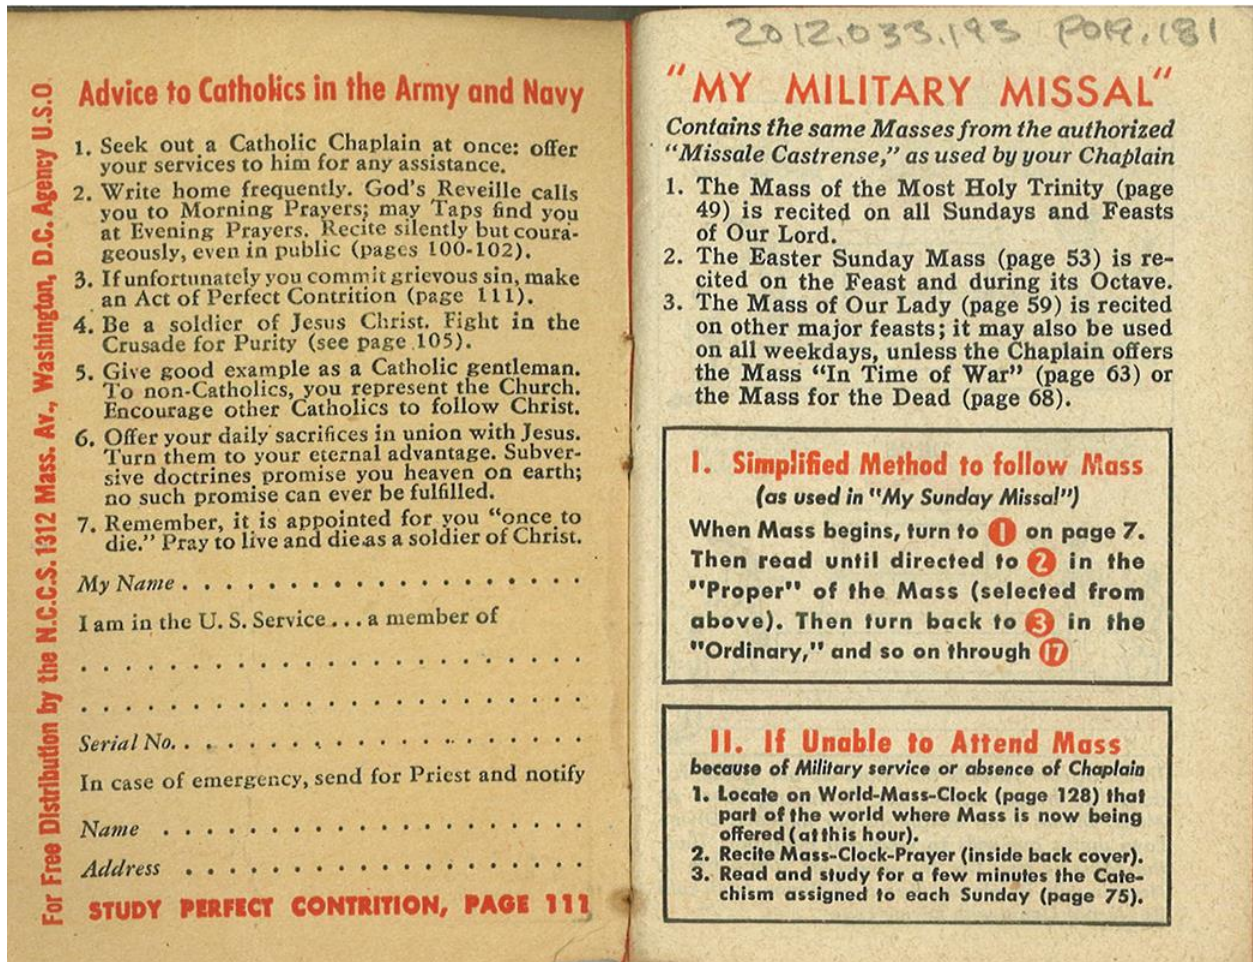 For Free Distribution by the N.C.C.S. 1312 Mass. Av., Washington, D.C. Agency U.S.O.
Advice to Catholics in the Army and Navy
1. Seek out a Catholic Chaplain at once: offer
your services to him for any assistance.
2. Write home frequently. God's Reveille calls
you to Morning Prayers; may Taps find you
at Evening Prayers. Recite silently but coura-
geously, even in public (pages 100-102).
3. If unfortunately you commit grievous sin, make
an Act of Perfect Contrition (page 111).
4. Be a soldier of Jesus Christ. Fight in the
Crusade for Purity (see page 105).
5. Give good example as a Catholic gentleman.
To non-Catholics, you represent the Church.
Encourage other Catholics to follow Christ.
6. Offer your daily sacrifices in union with Jesus.
Turn them to your eternal advantage. Subver-
sive doctrines promise you heaven on earth;
no such promise can ever be fulfilled.
7. Remember, it is appointed for you "once to
die." Pray to live and die as a soldier of Christ.
My Name . . . . . . . . . . . . . . . . . . .
I am in the U. S. Service . . . a member of
. . . . . . . . . . . . . . . . . . . . . . .
. . . . . . . . . . . . . . . . . . . . . . .
Serial No. . . . . . . . . . . . . . . . . . .
In case of emergency, send for Priest and notify
Name . . . . . . . . . . . . . . . . . . . .
Address . . . . . . . . . . . . . . . . . . .
STUDY PERFECT CONTRITION, PAGE 111
2012.033.193 P019.181
"MY MILITARY MISSAL"
Contains the same Masses from the authorized
"Missale Castrense," as used by your Chaplain
1. The Mass of the Most Holy Trinity (page
49) is recited on all Sundays and Feasts
of Our Lord.
2. The Easter Sunday Mass (page 53) is re-
cited on the Feast and during its Octave.
3. The Mass of Our Lady (page 59) is recited
on other major feasts; it may also be used
on all weekdays, unless the Chaplain offers
the Mass "In Time of War" (page 63) or
the Mass for the Dead (page 68).
I. Simplified Method to follow Mass
(as used in "My Sunday Missal")
When Mass begins, turn to 1 on page 7.
Then read until directed to 2 in the
"Proper" of the Mass (selected from
above). Then turn back to 3 in the
"Ordinary," and so on through 17
II. If Unable to Attend Mass
because of Military service or absence of Chaplain
1. Locate on World-Mass-Clock (page 128) that
part of the world where Mass is now being
offered (at this hour).
2. Recite Mass-Clock-Prayer (inside back cover).
3. Read and study for a few minutes the Cate-
chism assigned to each Sunday (page 75).